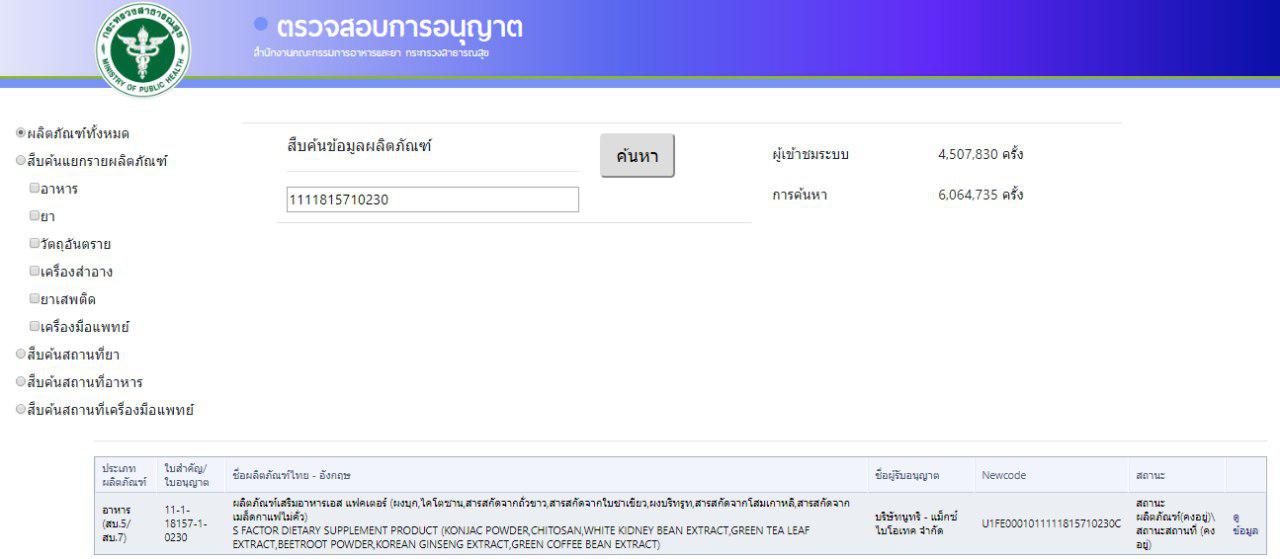 กระทรวงสาธารณสุข
MINISTRY OF PUBLIC HEALTH
ตรวจสอบการอนุญาต
สำนักงานคณะกรรมการอาหารและยา กระทรวงสาธารณสุข
ผลิตภัณฑ์ทั้งหมด
สืบค้นแยกรายผลิตภัณฑ์
อาหาร
ยา
วัตถุอันตราย
เครื่องสำอาง
ยาเสพติด
เครื่องมือแพทย์
สืบค้นสถานที่ยา
สืบค้นสถานที่อาหาร
สืบค้นสถานที่เครื่องมือแพทย์
สืบค้นข้อมูลผลิตภัณฑ์
ค้นหา
1111815710230
ผู้เข้าชมระบบ 4,507,830 ครั้ง
การค้นหา 6,064,735 ครั้ง
ประเภท
ผลิตภัณฑ์
ใบสำคัญ/
ใบอนุญาต
ชื่อผลิตภัณฑ์ไทย - อังกฤษ
ชื่อผู้รับอนุญาต
Newcode
สถานะ
อาหาร
(สบ.5/
สบ.7)
11-1-
18157-1-
0230
ผลิตภัณฑ์เสริมอาหารเอส แฟคเตอร์ (ผงบุก,ไคโตซาน,สารสกัดจากถั่วขาว,สารสกัดจากใบชาเขียว,ผงบีทรูท,สารสกัดจากโสมเกาหลี,สารสกัดจาก
เมล็ดกาแฟไม่คั่ว)
S FACTOR DIETARY SUPPLEMENT PRODUCT (KONJAC POWDER,CHITOSAN,WHITE KIDNEY BEAN EXTRACT,GREEN TEA LEAF
EXTRACT,BEETROOT POWDER,KOREAN GINSENG EXTRACT,GREEN COFFEE BEAN EXTRACT)
บริษัทนูทรี - แม็กซ์
ไบโอเทค จำกัด
U1FE00010111111815710230C
สถานะ
ผลิตภัณฑ์(คงอยู่)\
สถานะสถานที่ (คง
อยู่)
ดู
ข้อมูล